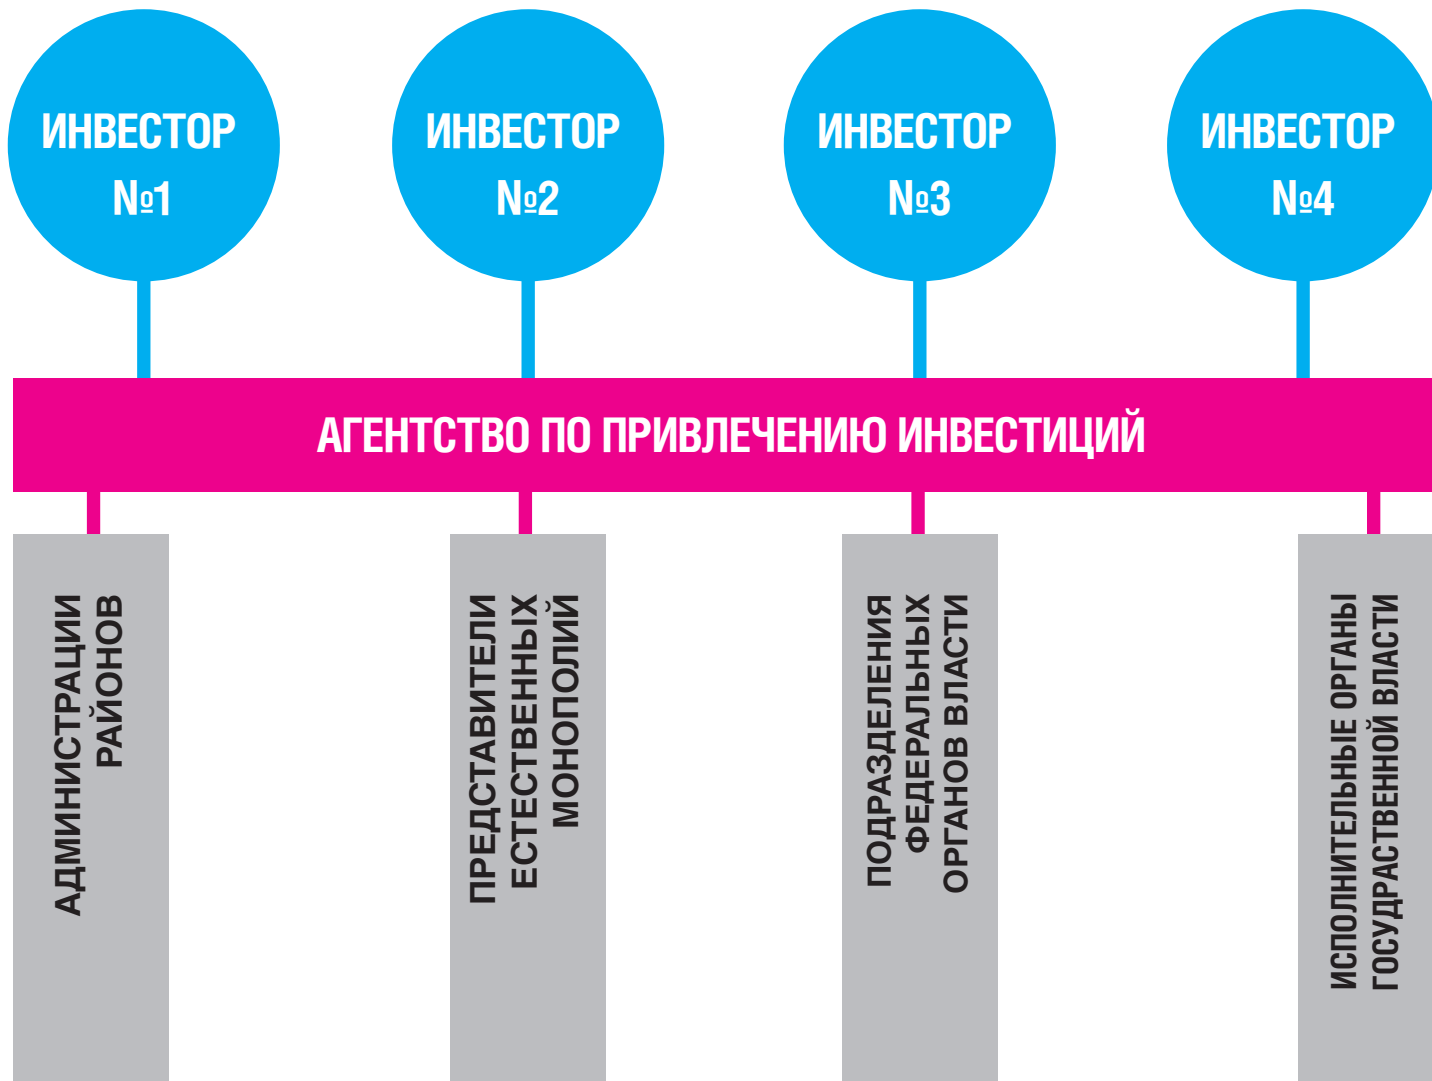 ИНВЕСТОР
№1
ИНВЕСТОР
№2
ИНВЕСТОР
№3
ИНВЕСТОР
№4
АГЕНТСТВО ПО ПРИВЛЕЧЕНИЮ ИНВЕСТИЦИЙ
АДМИНИСТРАЦИИ
РАЙОНОВ
ПРЕДСТАВИТЕЛИ
ЕСТЕСТВЕННЫХ
МОНОПОЛИЙ
ПОДРАЗДЕЛЕНИЯ
ФЕДЕРАЛЬНЫХ
ОРГАНОВ ВЛАСТИ
ИСПОЛНИТЕЛЬНЫЕ ОРГАНЫ
ГОСУДРАСТВЕННОЙ ВЛАСТИ